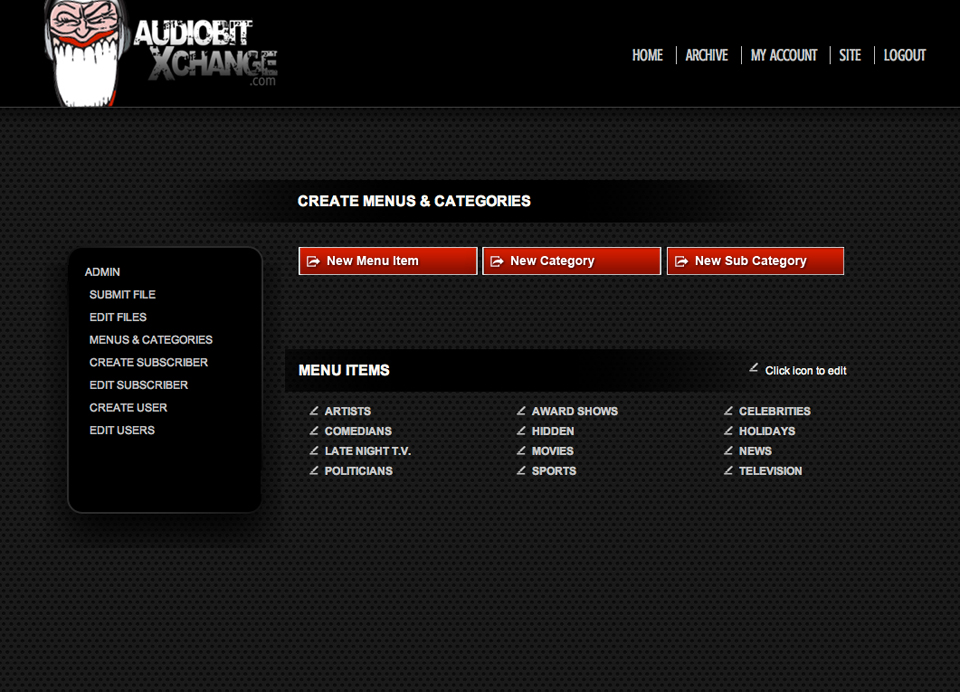 AUDIOBIT
XCHANGE
.com
HOME
ARCHIVE
MY ACCOUNT
SITE
LOGOUT
CREATE MENUS & CATEGORIES
New Menu Item
New Category
New Sub Category
ADMIN
SUBMIT FILE
EDIT FILES
MENUS & CATEGORIES
CREATE SUBSCRIBER
EDIT SUBSCRIBER
CREATE USER
EDIT USERS
MENU ITEMS
Click icon to edit
ARTISTS
AWARD SHOWS
CELEBRITIES
COMEDIANS
HIDDEN
HOLIDAYS
LATE NIGHT T.V.
MOVIES
NEWS
POLITICIANS
SPORTS
TELEVISION